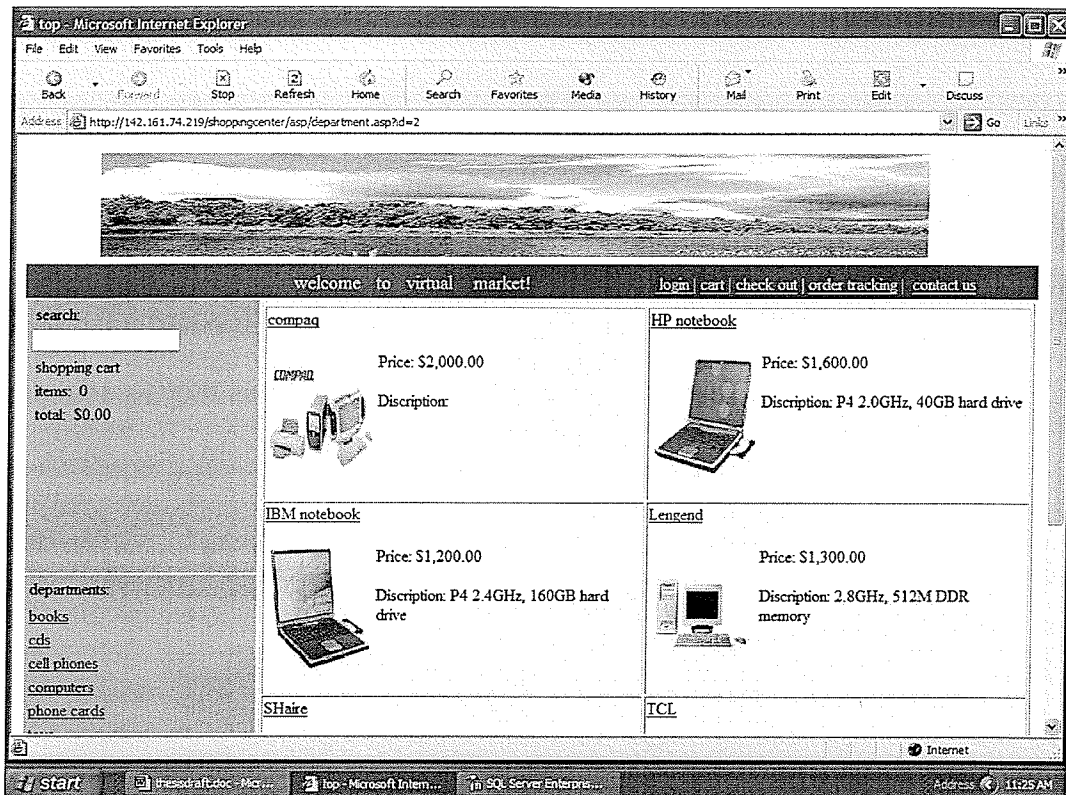 top - Microsoft Internet Explorer
File Edit View Favorites Tools Help
Back Forward Stop Refresh Home Search Favorites Media History Mail Print Edit Discuss
Address http://142.161.74.219/shoppingcenter/asp/department.asp?id=2 Go Links
welcome to virtual market!
login | cart | check out | order tracking | contact us
search:
shopping cart
items: 0
total: $0.00
compaq
COMPAQ
Price: $2,000.00
Discription:
HP notebook
Price: $1,600.00
Discription: P4 2.0GHz, 40GB hard drive
IBM notebook
Price: $1,200.00
Discription: P4 2.4GHz, 160GB hard
drive
Lengend
Price: $1,300.00
Discription: 2.8GHz, 512M DDR
memory
departments:
books
cds
cell phones
computers
phone cards
SHaire
TCL
Internet
start thessdraft.doc - Micr... top - Microsoft Intern... SQL Server Enterpris... Address 11:25 AM